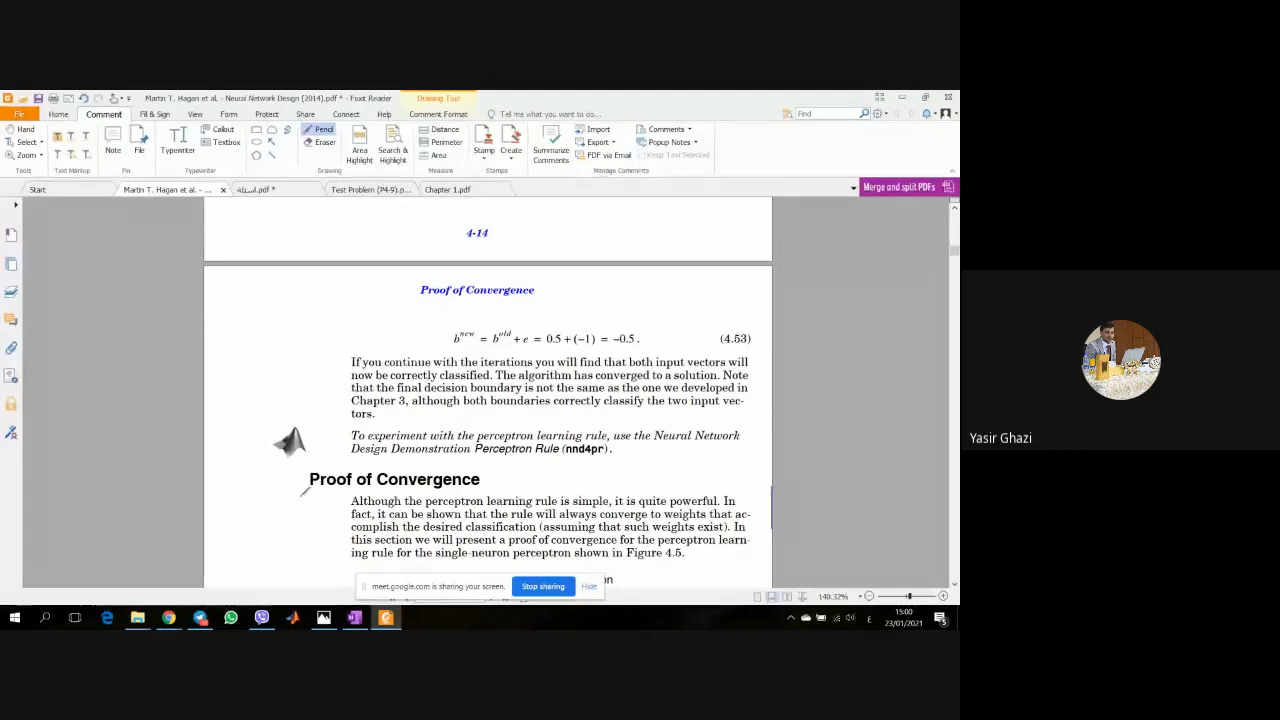 Martin T. Hagan et al. - Neural Network Design (2014).pdf * - Foxit Reader
Drawing Tool
File Home Comment Fill & Sign View Form Protect Share Connect Help Comment Format Tell me what you want to do... Find
Hand
Select
Zoom
Tools
Text Markup
Note
File
Pin
Typewriter
Callout
Textbox
Typewriter
Pencil
Eraser
Drawing
Area Highlight
Search & Highlight
Distance
Perimeter
Area
Measure
Stamp
Create
Stamps
Summarize Comments
Import
Export
FDF via Email
Comments
Popup Notes
Keep Tool Selected
Manage Comments
Start
Martin T. Hagan et al. - ...
اسئلة.pdf *
Test Problem (P4-9).p...
Chapter 1.pdf
Merge and split PDFs
4-14
Proof of Convergence
b^new = b^old + e = 0.5 + (−1) = −0.5 . (4.53)
If you continue with the iterations you will find that both input vectors will
now be correctly classified. The algorithm has converged to a solution. Note
that the final decision boundary is not the same as the one we developed in
Chapter 3, although both boundaries correctly classify the two input vec-
tors.
To experiment with the perceptron learning rule, use the Neural Network
Design Demonstration Perceptron Rule (nnd4pr).
Proof of Convergence
Although the perceptron learning rule is simple, it is quite powerful. In
fact, it can be shown that the rule will always converge to weights that ac-
complish the desired classification (assuming that such weights exist). In
this section we will present a proof of convergence for the perceptron learn-
ing rule for the single-neuron perceptron shown in Figure 4.5.
on
meet.google.com is sharing your screen. Stop sharing Hide
140.32%
15:00
23/01/2021
ع
5
Yasir Ghazi